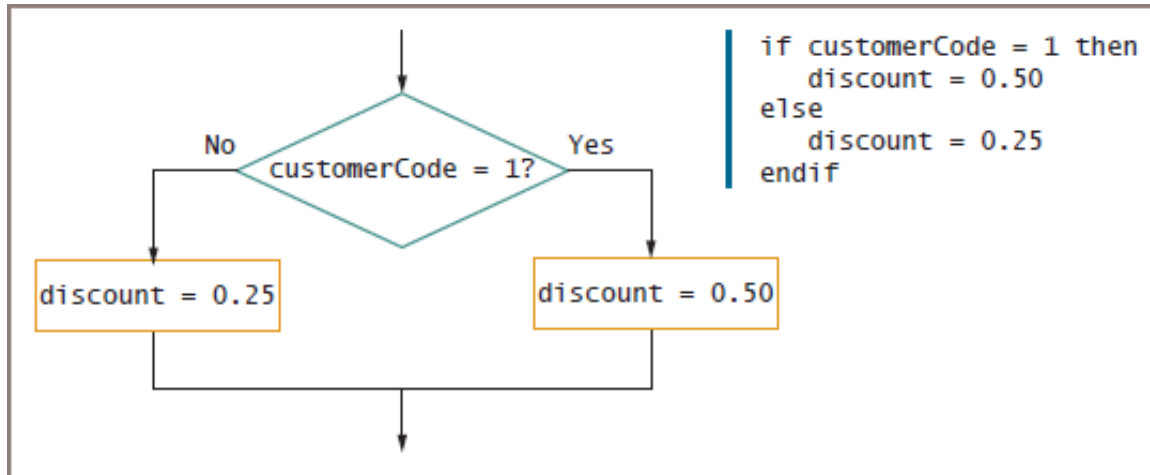 No
Yes
customerCode = 1?
discount = 0.25
discount = 0.50
if customerCode = 1 then
   discount = 0.50
else
   discount = 0.25
endif